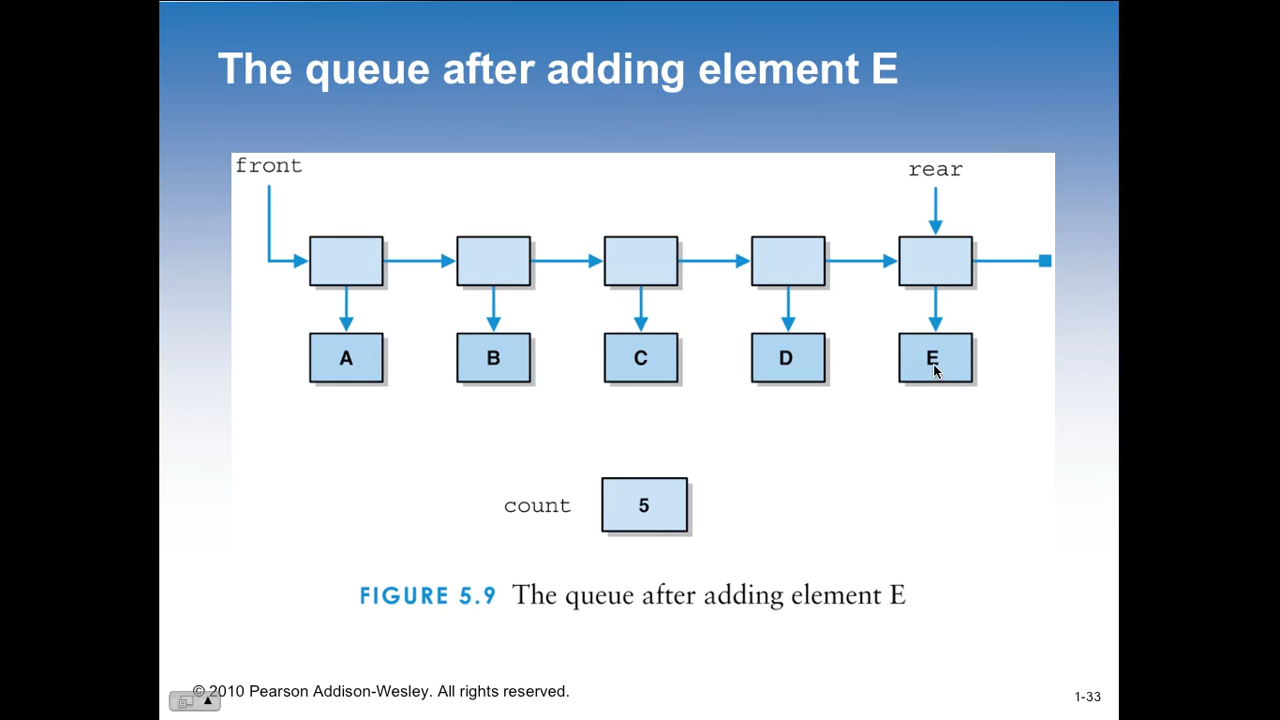 The queue after adding element E
front
rear
A B C D E
count 5
FIGURE 5.9 The queue after adding element E
© 2010 Pearson Addison-Wesley. All rights reserved.
1-33